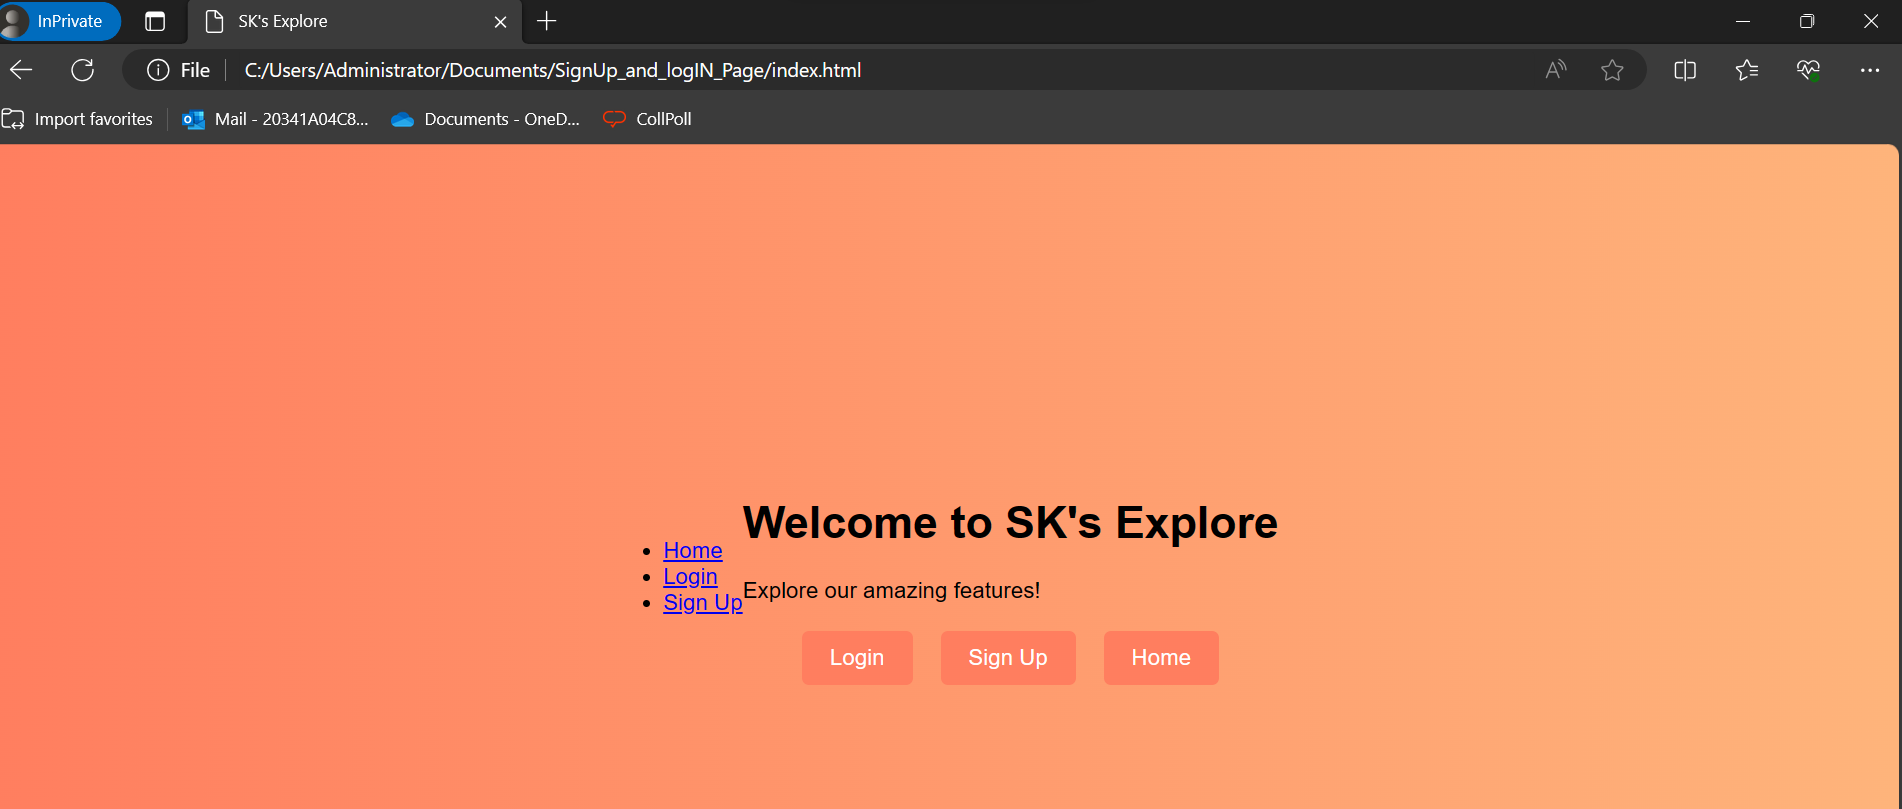 InPrivate
SK's Explore
File
C:/Users/Administrator/Documents/SignUp_and_logIN_Page/index.html
Import favorites
Mail - 20341A04C8...
Documents - OneD...
CollPoll
Welcome to SK's Explore
Home
Login
Sign Up
Explore our amazing features!
Login
Sign Up
Home